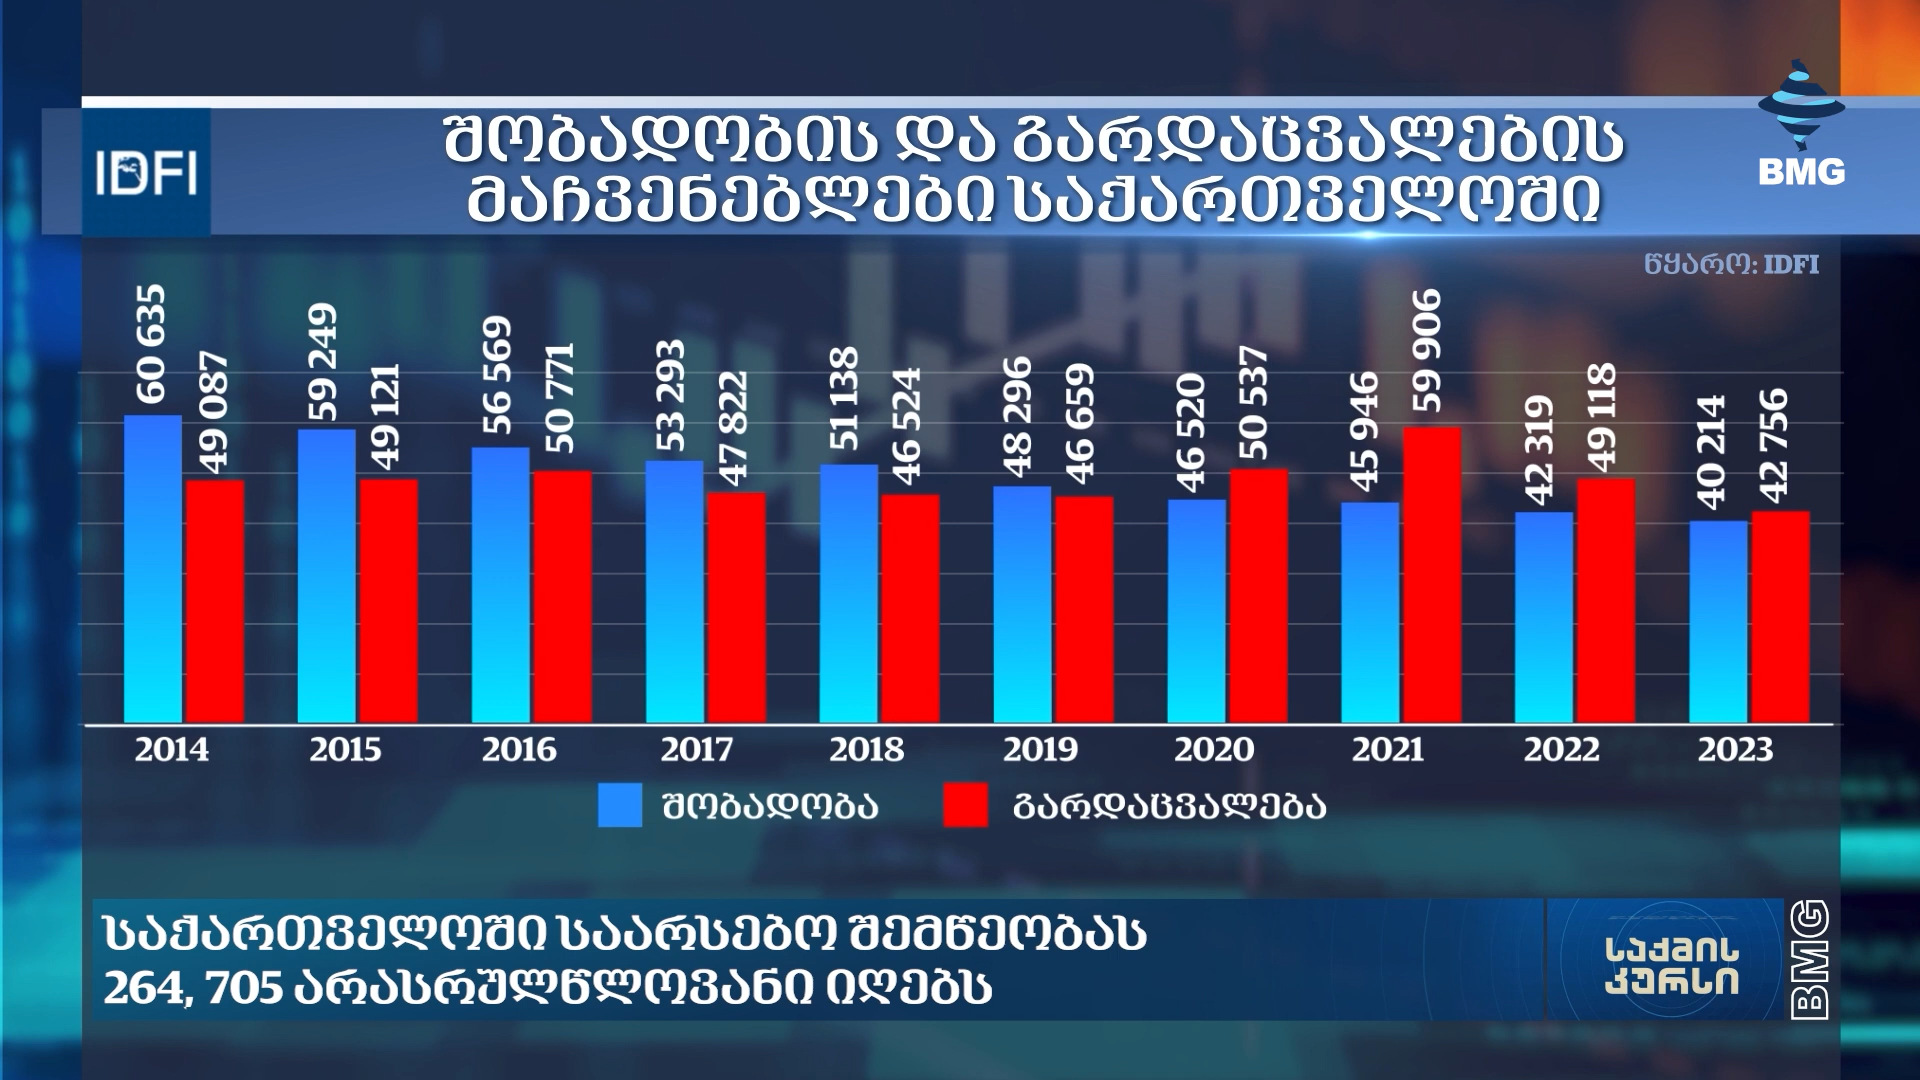 IDFI
შობადობის და გარდაცვალების
მაჩვენებლები საქართველოში
BMG
წყარო: IDFI
60 635
49 087
59 249
49 121
56 569
50 771
53 293
47 822
51 138
46 524
48 296
46 659
46 520
50 537
45 946
59 906
42 319
49 118
40 214
42 756
2014 2015 2016 2017 2018 2019 2020 2021 2022 2023
შობადობა გარდაცვალება
საქართველოში საარსებო შემწეობას
264, 705 არასრულწლოვანი იღებს
საქმის
კურსი
BMG